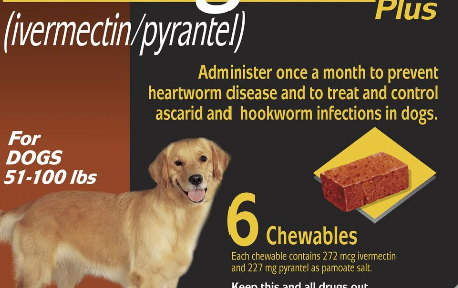 Plus
(ivermectin/pyrantel)
Administer once a month to prevent
heartworm disease and to treat and control
ascarid and hookworm infections in dogs.
For
DOGS
51-100 lbs
6 Chewables
Each chewable contains 272 mcg ivermectin
and 227 mg pyrantel as pamoate salt.
Keep this and all drugs out